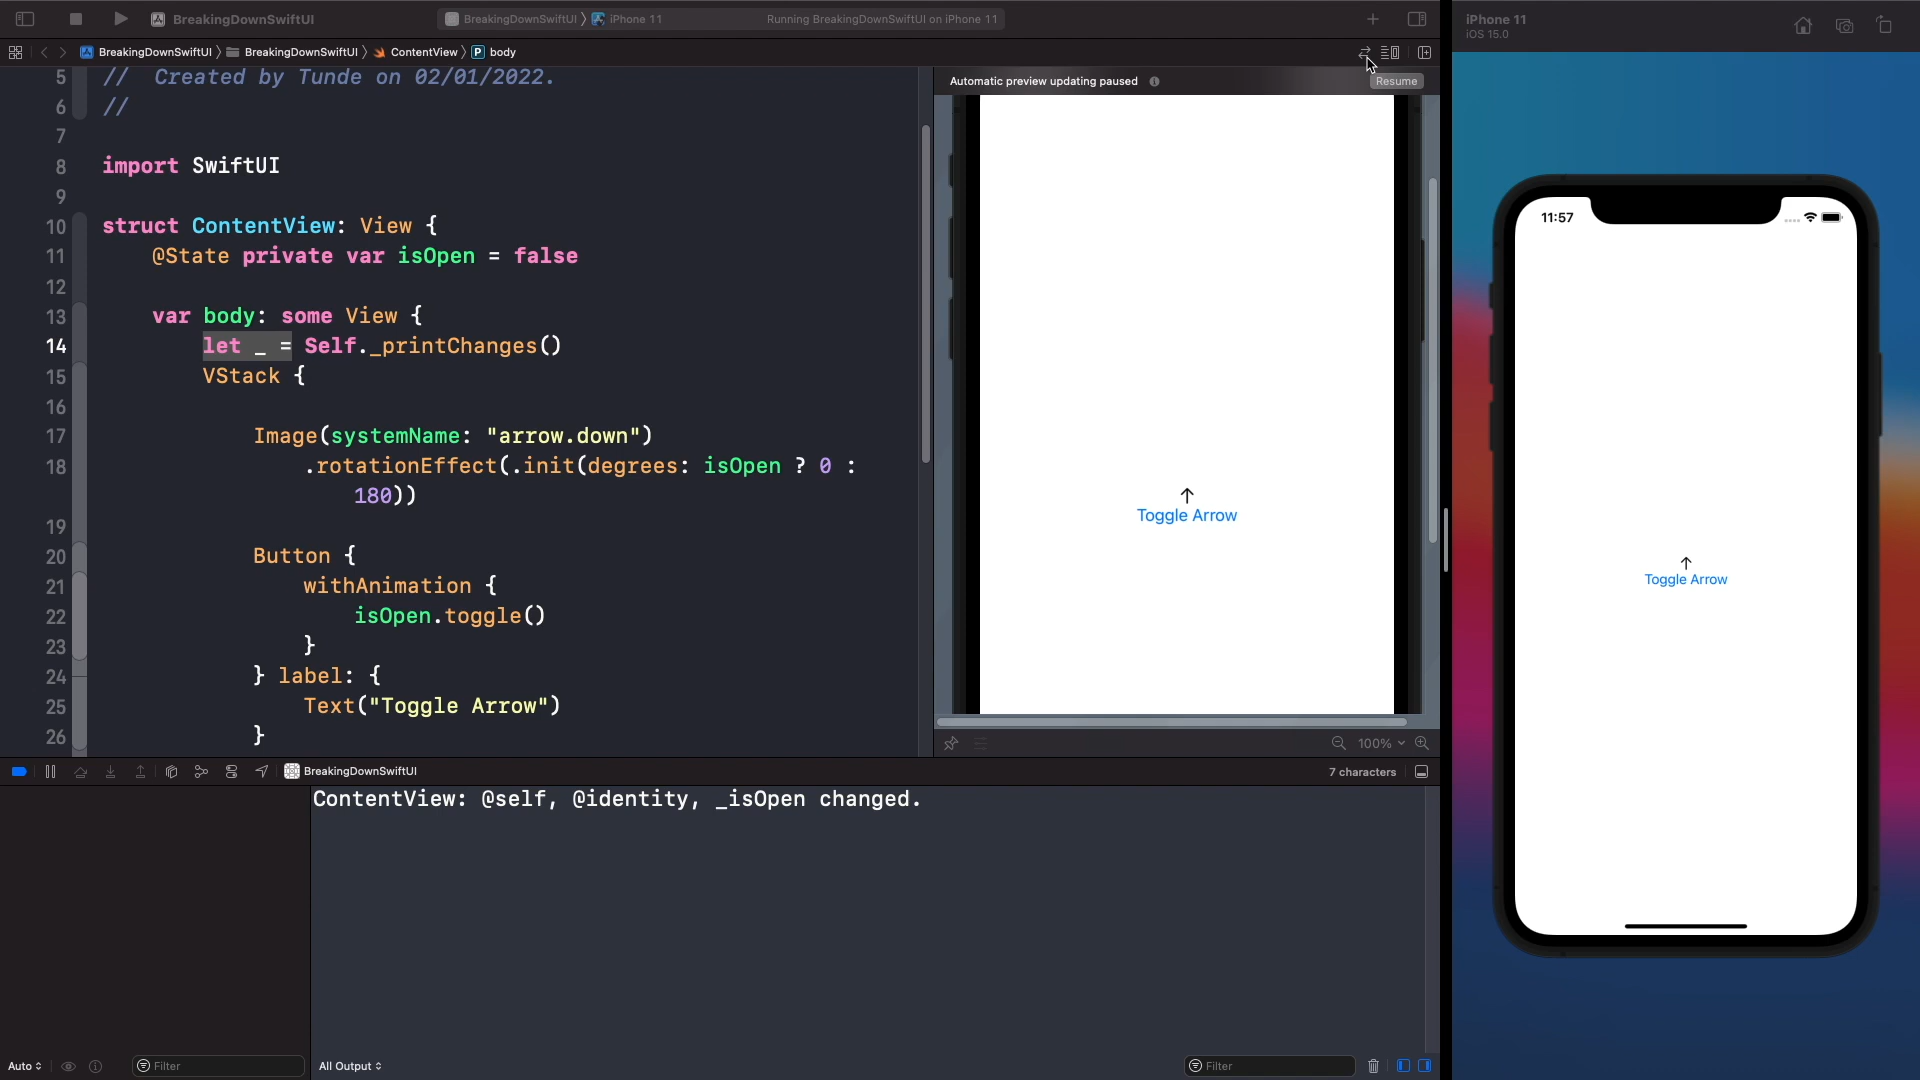 BreakingDownSwiftUI
BreakingDownSwiftUI 〉 iPhone 11
Running BreakingDownSwiftUI on iPhone 11
BreakingDownSwiftUI 〉 BreakingDownSwiftUI 〉 ContentView 〉 P body
5 // Created by Tunde on 02/01/2022.
6 //
7
8 import SwiftUI
9
10 struct ContentView: View {
11 @State private var isOpen = false
12
13 var body: some View {
14 let _ = Self._printChanges()
15 VStack {
16
17 Image(systemName: "arrow.down")
18 .rotationEffect(.init(degrees: isOpen ? 0 :
180))
19
20 Button {
21 withAnimation {
22 isOpen.toggle()
23 }
24 } label: {
25 Text("Toggle Arrow")
26 }
Automatic preview updating paused
Resume
Toggle Arrow
100%
BreakingDownSwiftUI
7 characters
ContentView: @self, @identity, _isOpen changed.
Auto
Filter
All Output
Filter
iPhone 11
iOS 15.0
11:57
Toggle Arrow